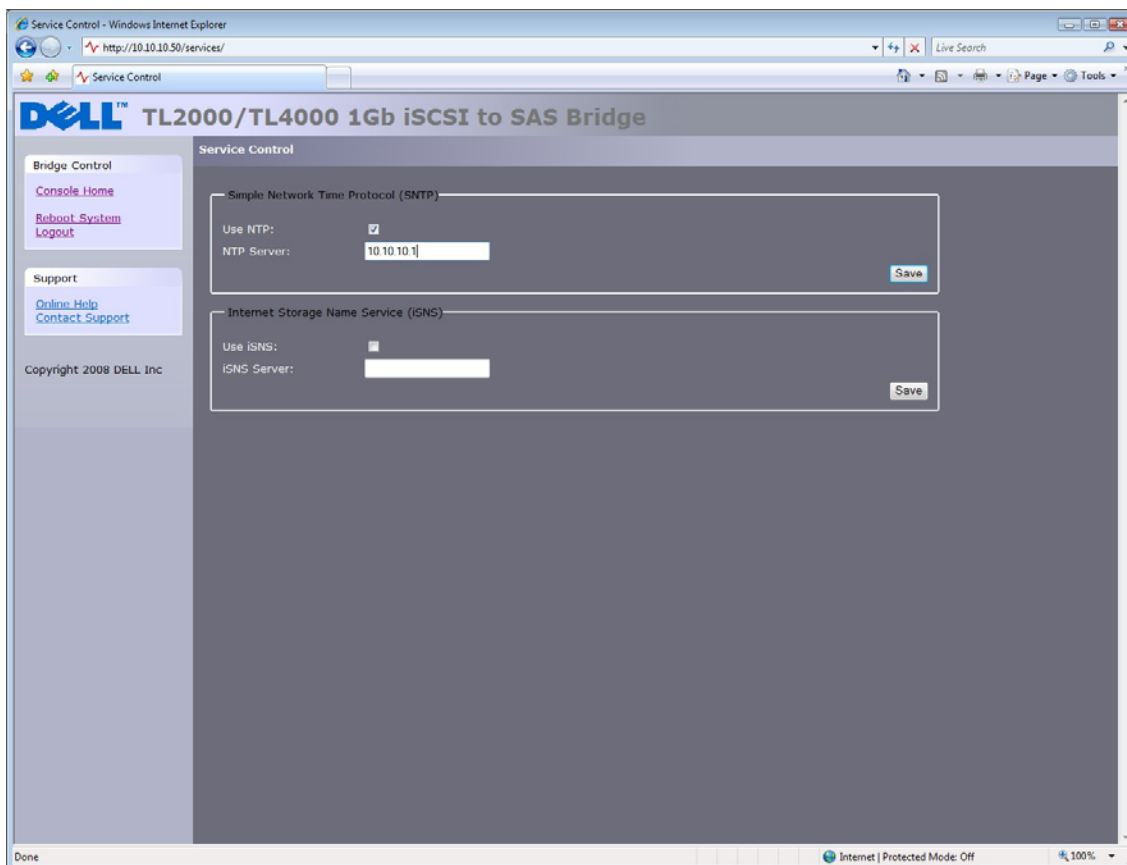 Service Control - Windows Internet Explorer
http://10.10.10.50/services/
Live Search
Service Control
Page
Tools
DELL™ TL2000/TL4000 1Gb iSCSI to SAS Bridge
Service Control
Bridge Control
Console Home
Reboot System
Logout
Support
Online Help
Contact Support
Copyright 2008 DELL Inc
Simple Network Time Protocol (SNTP)
Use NTP:
NTP Server: 10.10.10.1
Save
Internet Storage Name Service (iSNS)
Use iSNS:
iSNS Server:
Save
Done
Internet | Protected Mode: Off
100%